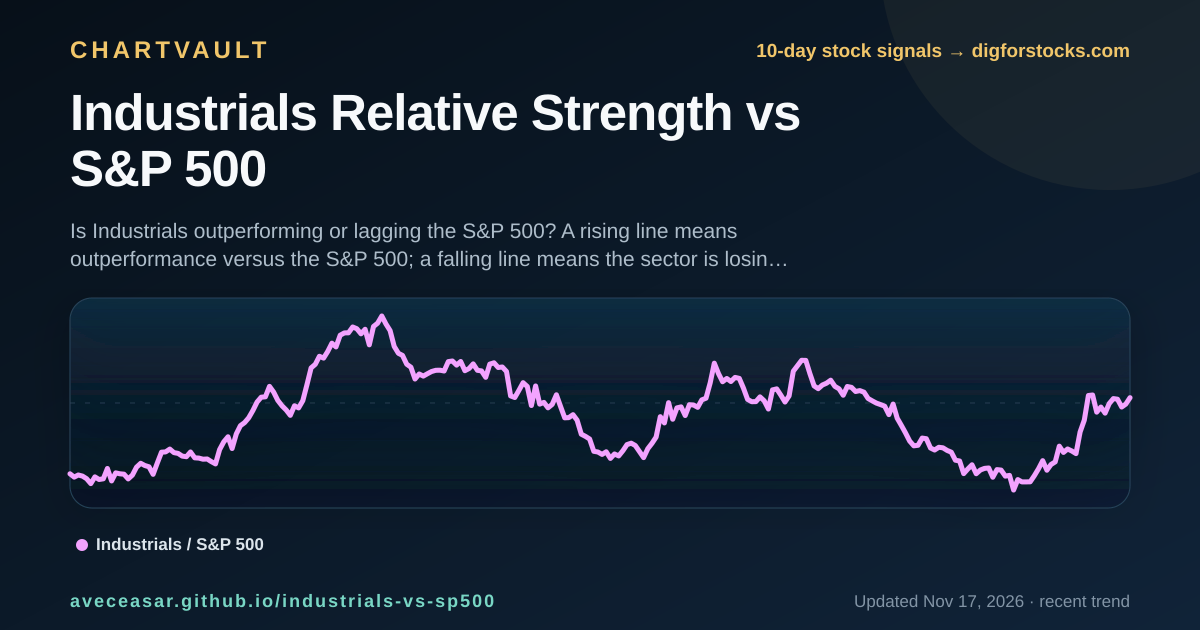 CHARTVAULT
10-day stock signals → digforstocks.com
Industrials Relative Strength vs
S&P 500
Is Industrials outperforming or lagging the S&P 500? A rising line means
outperformance versus the S&P 500; a falling line means the sector is losin…
Industrials / S&P 500
aveceasar.github.io/industrials-vs-sp500
Updated Nov 17, 2026 · recent trend